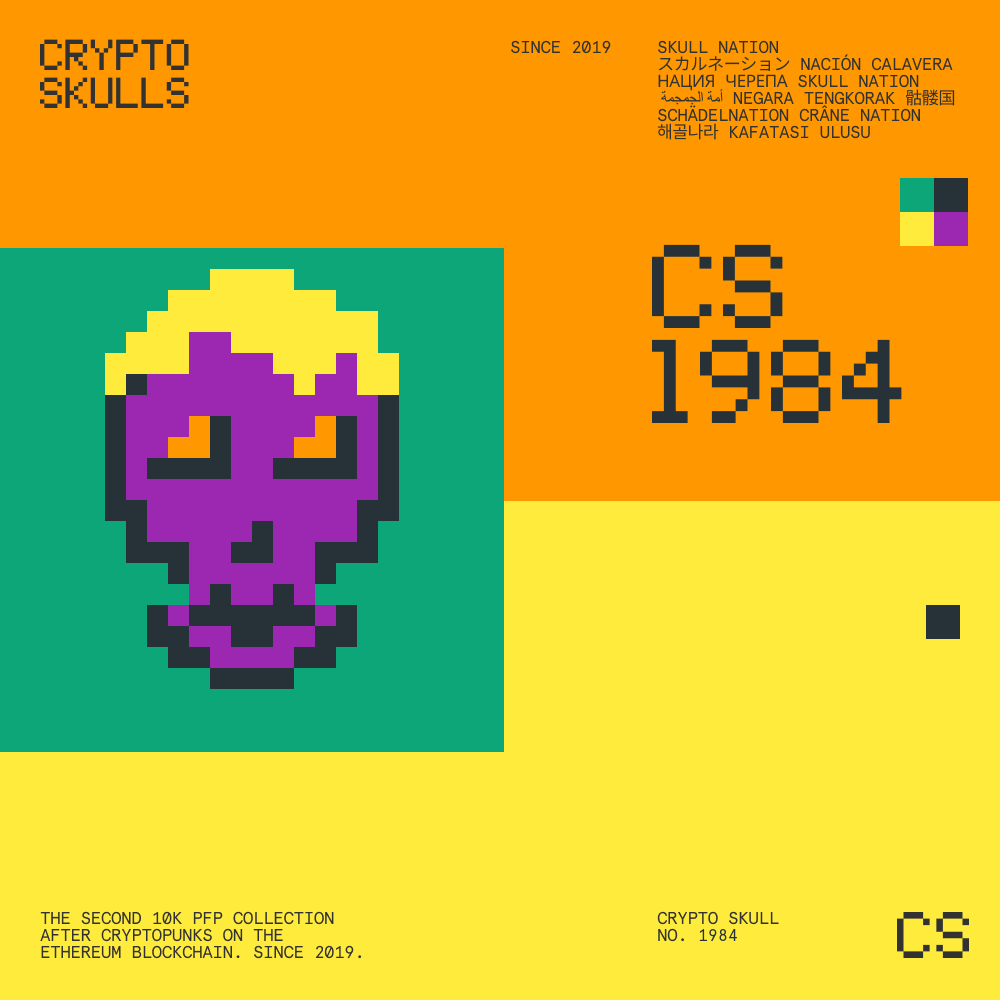 CRYPTO
SKULLS
SINCE 2019
SKULL NATION
スカルネーション NACIÓN CALAVERA
НАЦИЯ ЧЕРЕПА SKULL NATION
أمة الجمجمة NEGARA TENGKORAK 骷髅国
SCHÄDELNATION CRÂNE NATION
해골나라 KAFATASI ULUSU
CS
1984
THE SECOND 10K PFP COLLECTION
AFTER CRYPTOPUNKS ON THE
ETHEREUM BLOCKCHAIN. SINCE 2019.
CRYPTO SKULL
NO. 1984
CS